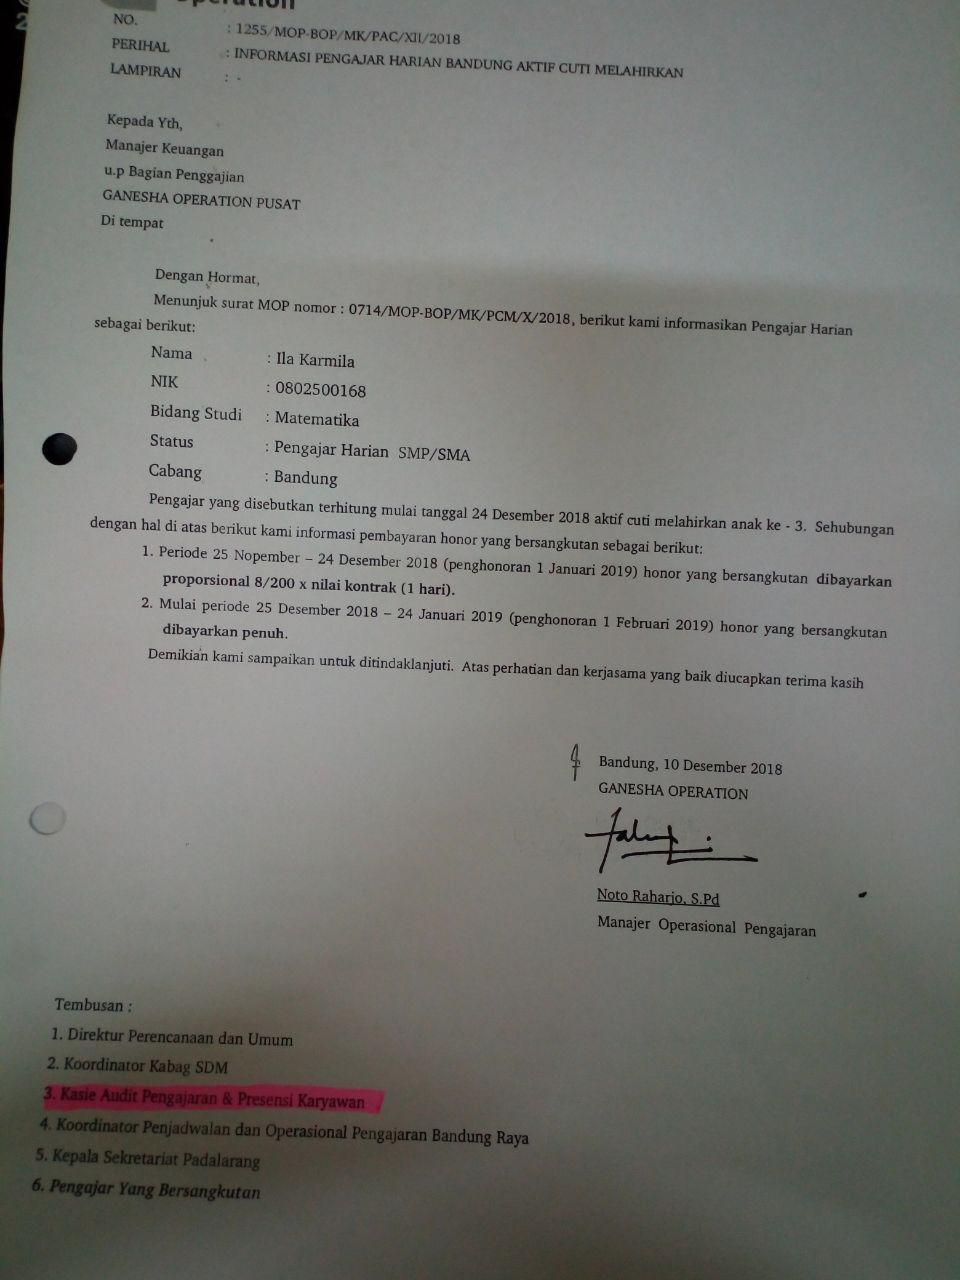 Operation
NO. : 1255/MOP-BOP/MK/PAC/XII/2018
PERIHAL : INFORMASI PENGAJAR HARIAN BANDUNG AKTIF CUTI MELAHIRKAN
LAMPIRAN : -
Kepada Yth,
Manajer Keuangan
u.p Bagian Penggajian
GANESHA OPERATION PUSAT
Di tempat
Dengan Hormat,
Menunjuk surat MOP nomor : 0714/MOP-BOP/MK/PCM/X/2018, berikut kami informasikan Pengajar Harian
sebagai berikut:
Nama : Ila Karmila
NIK : 0802500168
Bidang Studi : Matematika
Status : Pengajar Harian SMP/SMA
Cabang : Bandung
Pengajar yang disebutkan terhitung mulai tanggal 24 Desember 2018 aktif cuti melahirkan anak ke - 3. Sehubungan
dengan hal di atas berikut kami informasi pembayaran honor yang bersangkutan sebagai berikut:
1. Periode 25 Nopember – 24 Desember 2018 (penghonoran 1 Januari 2019) honor yang bersangkutan dibayarkan
proporsional 8/200 x nilai kontrak (1 hari).
2. Mulai periode 25 Desember 2018 – 24 Januari 2019 (penghonoran 1 Februari 2019) honor yang bersangkutan
dibayarkan penuh.
Demikian kami sampaikan untuk ditindaklanjuti. Atas perhatian dan kerjasama yang baik diucapkan terima kasih
Bandung, 10 Desember 2018
GANESHA OPERATION
Noto Raharjo, S.Pd
Manajer Operasional Pengajaran
Tembusan :
1. Direktur Perencanaan dan Umum
2. Koordinator Kabag SDM
3. Kasie Audit Pengajaran & Presensi Karyawan
4. Koordinator Penjadwalan dan Operasional Pengajaran Bandung Raya
5. Kepala Sekretariat Padalarang
6. Pengajar Yang Bersangkutan